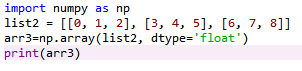 import numpy as np
list2 = [[0, 1, 2], [3, 4, 5], [6, 7, 8]]
arr3=np.array(list2, dtype='float')
print(arr3)